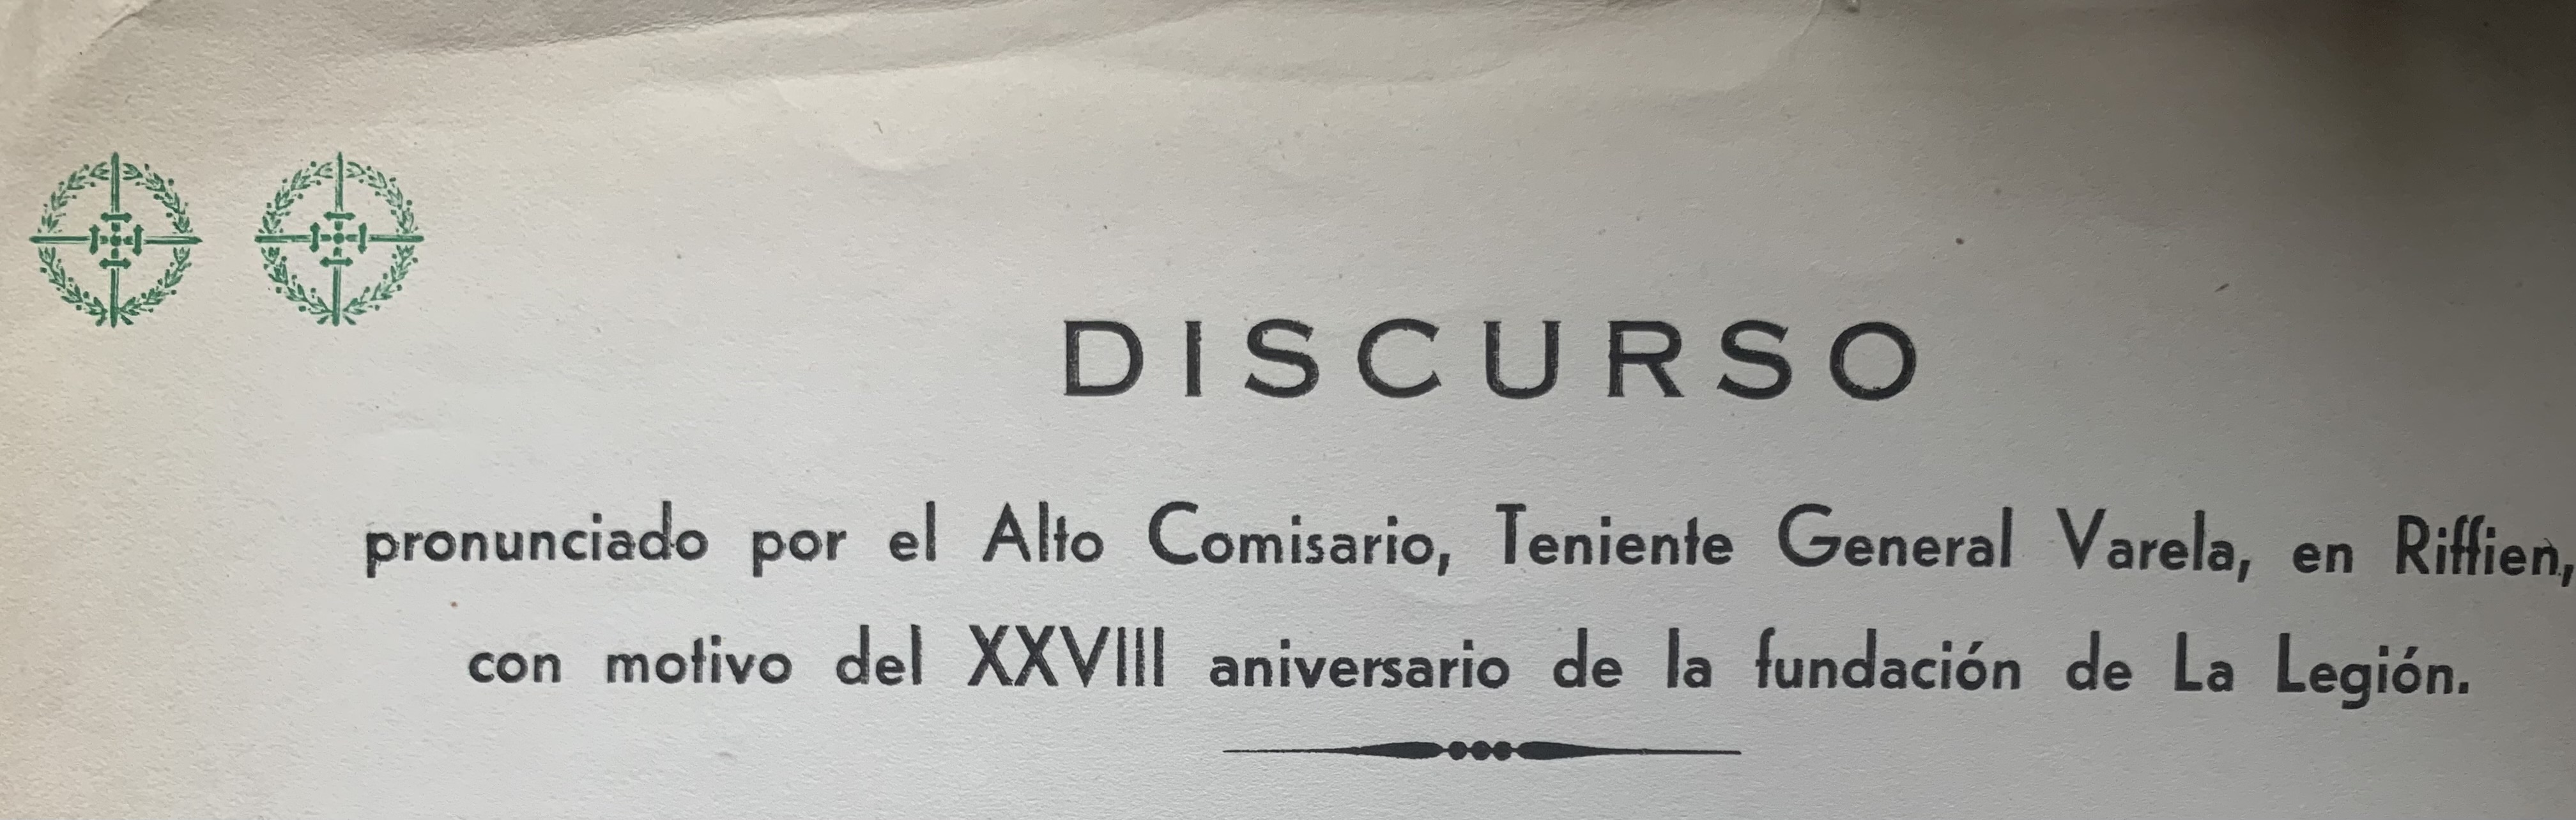 DISCURSO
pronunciado por el Alto Comisario, Teniente General Varela, en Riffien,
con motivo del XXVIII aniversario de la fundación de La Legión.